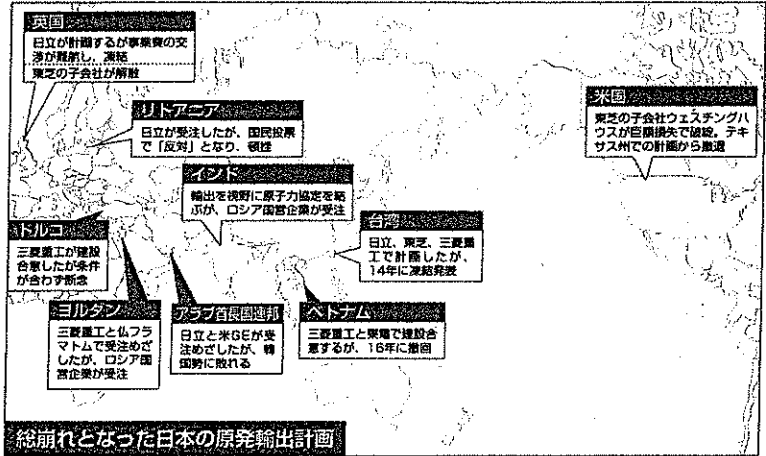 英国
日立が計画するが事業費の交
渉が難航し、凍結
東芝の子会社が解散
リトアニア
日立が受注したが、国民投票
で「反対」となり、頓挫
インド
輸出を視野に原子力協定を結
ぶが、ロシア国営企業が受注
米国
東芝の子会社ウェスチングハ
ウスが巨額損失で破綻。テキ
サス州での計画から撤退
トルコ
三菱重工が建設
合意したが条件
が合わず断念
台湾
日立、東芝、三菱重
工で計画したが、
14年に凍結発表
ヨルダン
三菱重工と仏フラ
マトムで受注めざ
したが、ロシア国
営企業が受注
アラブ首長国連邦
日立と米GEが受
注めざしたが、韓
国勢に敗れる
ベトナム
三菱重工と東電で建設合
意するが、16年に撤回
総崩れとなった日本の原発輸出計画